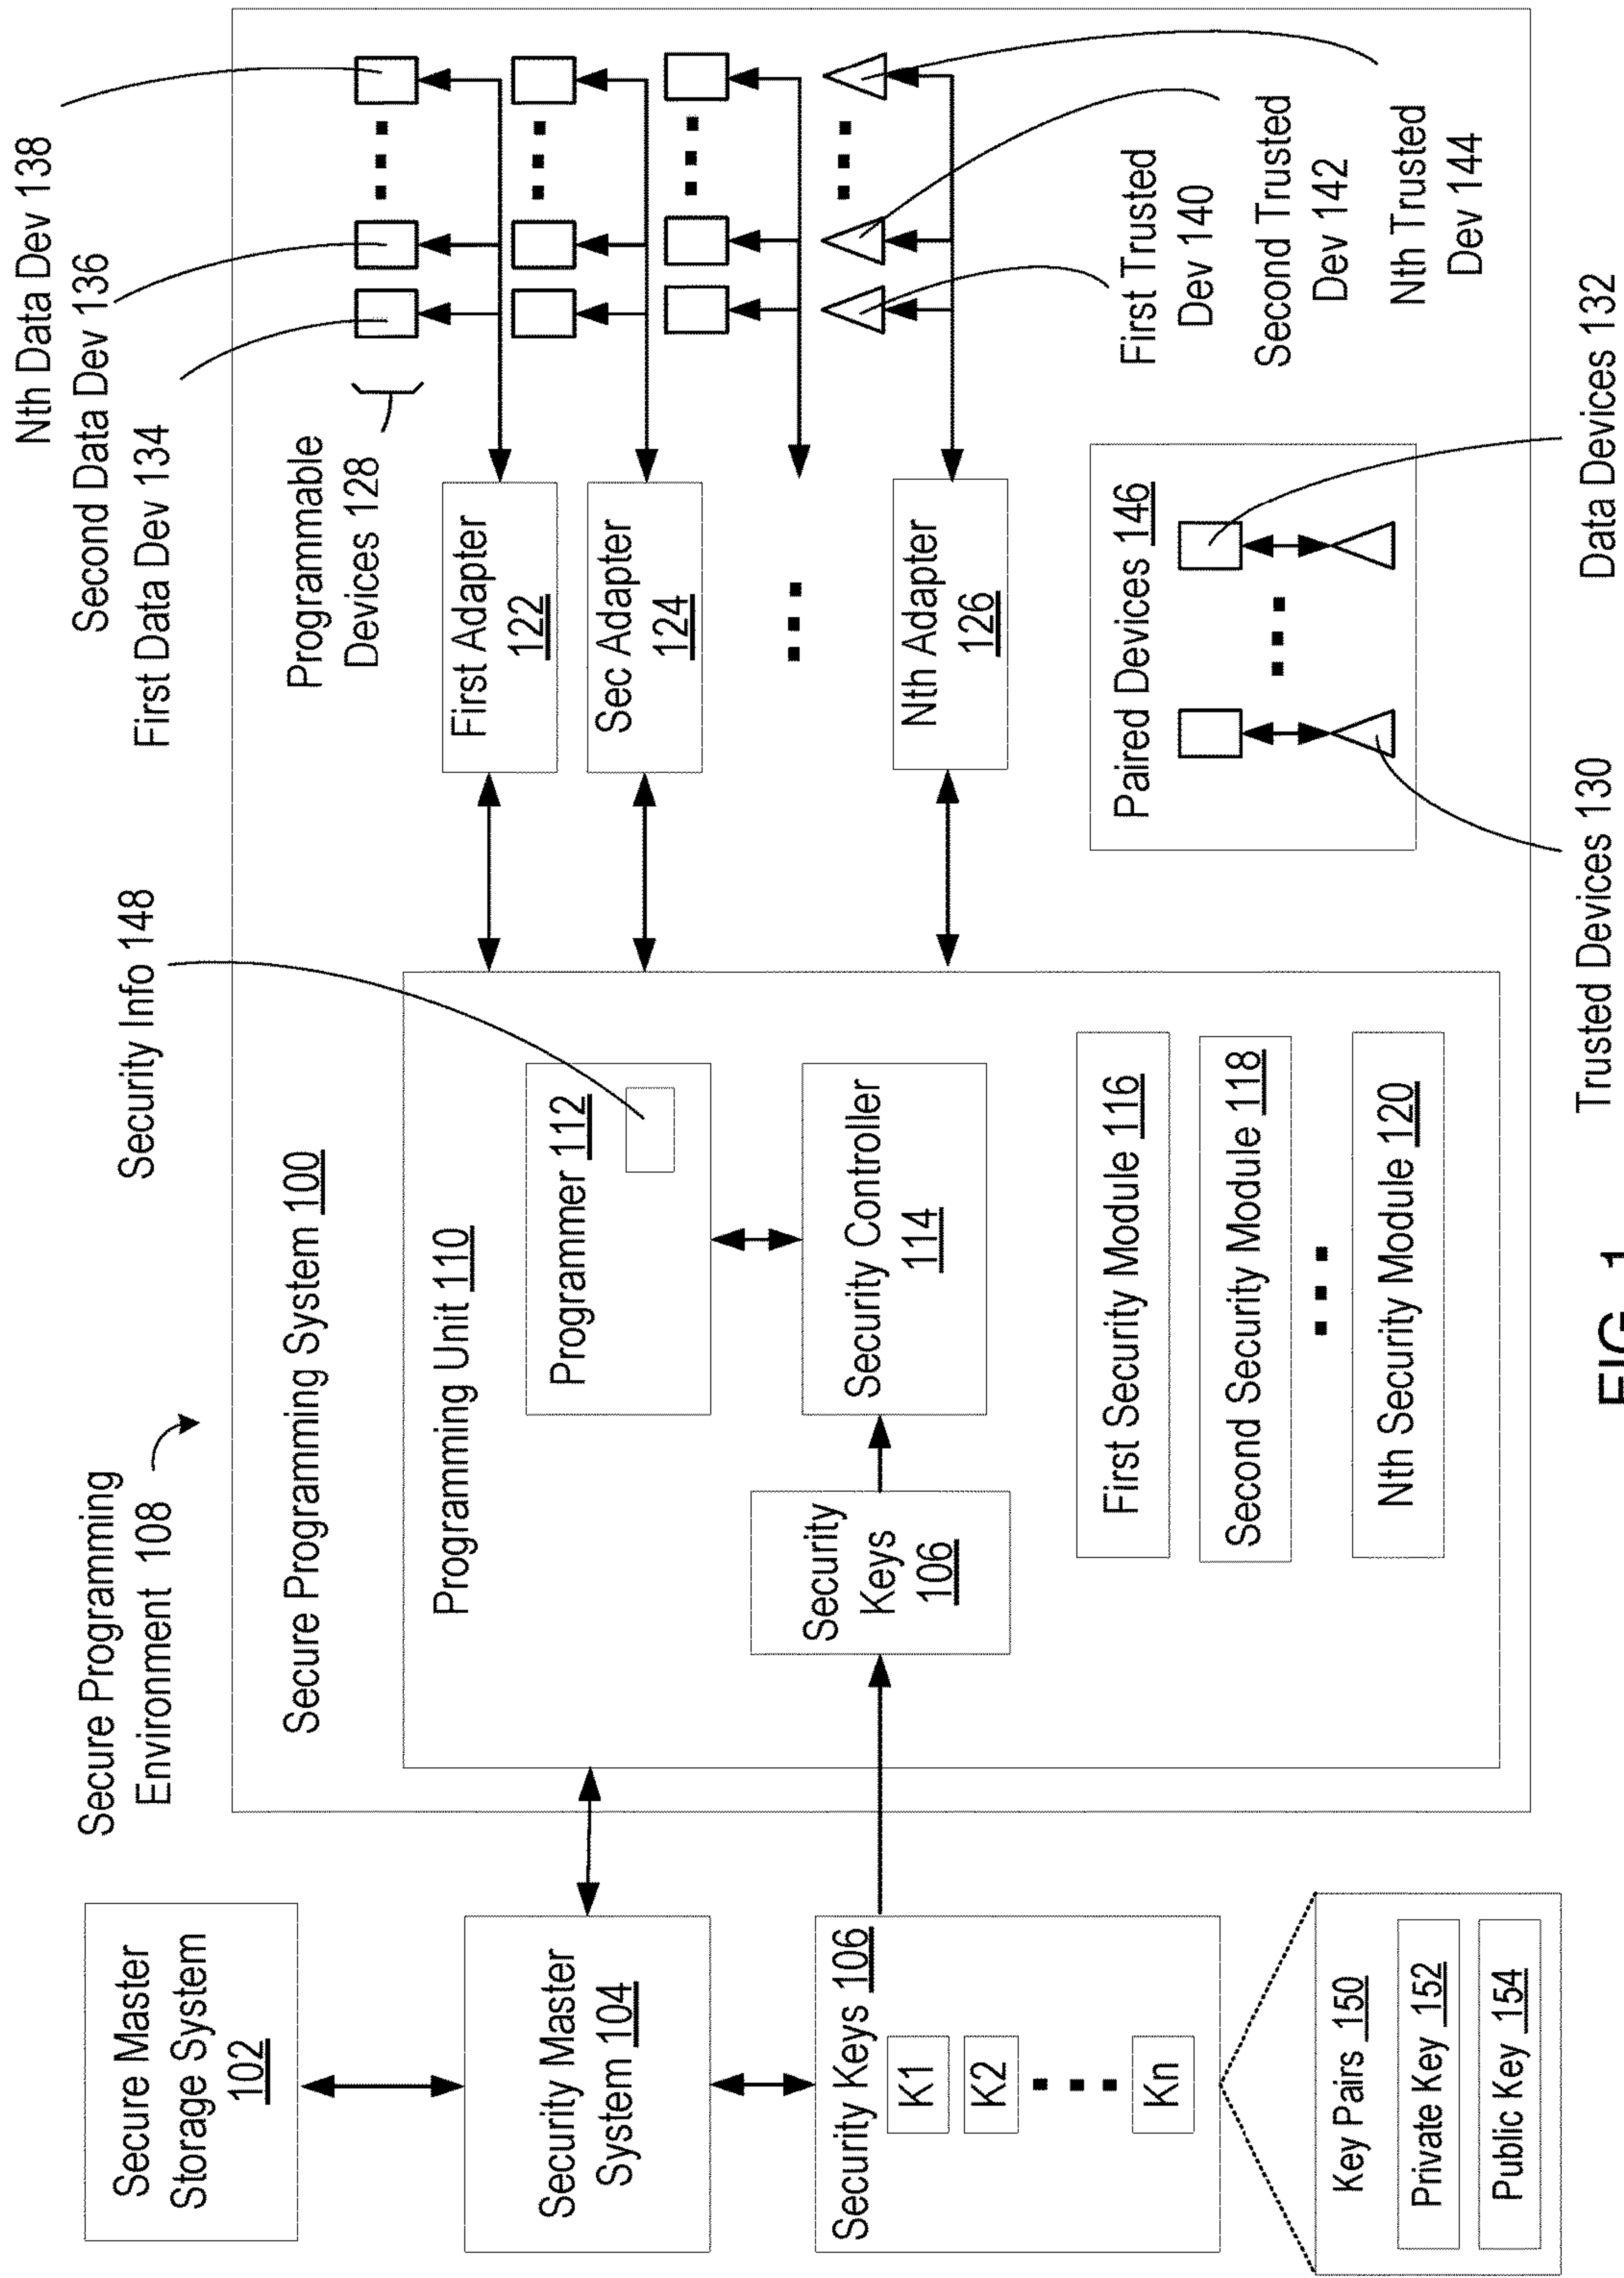 Secure Programming
Environment 108
Security Info 148
Nth Data Dev 138
Second Data Dev 136
First Data Dev 134
Secure Master
Storage System
102
Security Master
System 104
Security Keys 106
K1
K2
Kn
Key Pairs 150
Private Key 152
Public Key 154
Secure Programming System 100
Programming Unit 110
Programmer 112
Security Controller
114
Security
Keys
106
First Security Module 116
Second Security Module 118
Nth Security Module 120
Programmable
Devices 128
First Adapter
122
Sec Adapter
124
Nth Adapter
126
First Trusted
Dev 140
Second Trusted
Dev 142
Nth Trusted
Dev 144
Paired Devices 146
Trusted Devices 130
Data Devices 132
FIG. 1